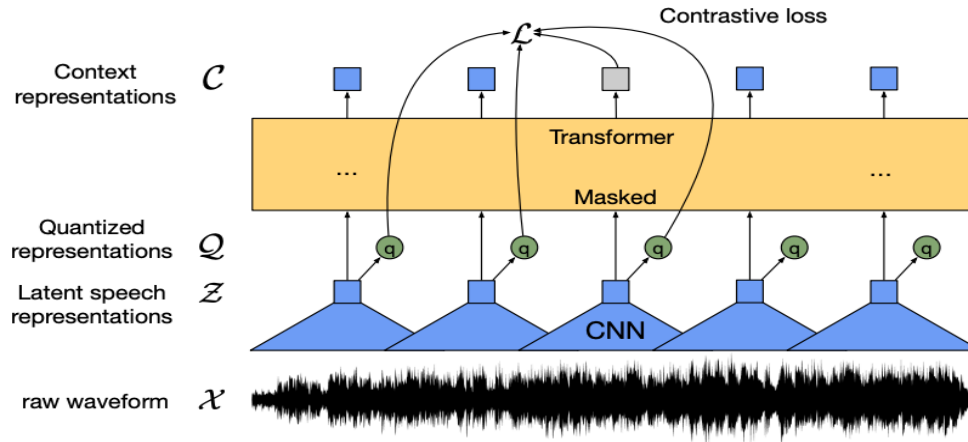 Contrastive loss
ℒ
Context
representations
𝒞
Transformer
...
...
Masked
Quantized
representations
𝒬
q
q
q
q
q
Latent speech
representations
𝒵
CNN
raw waveform
𝒳